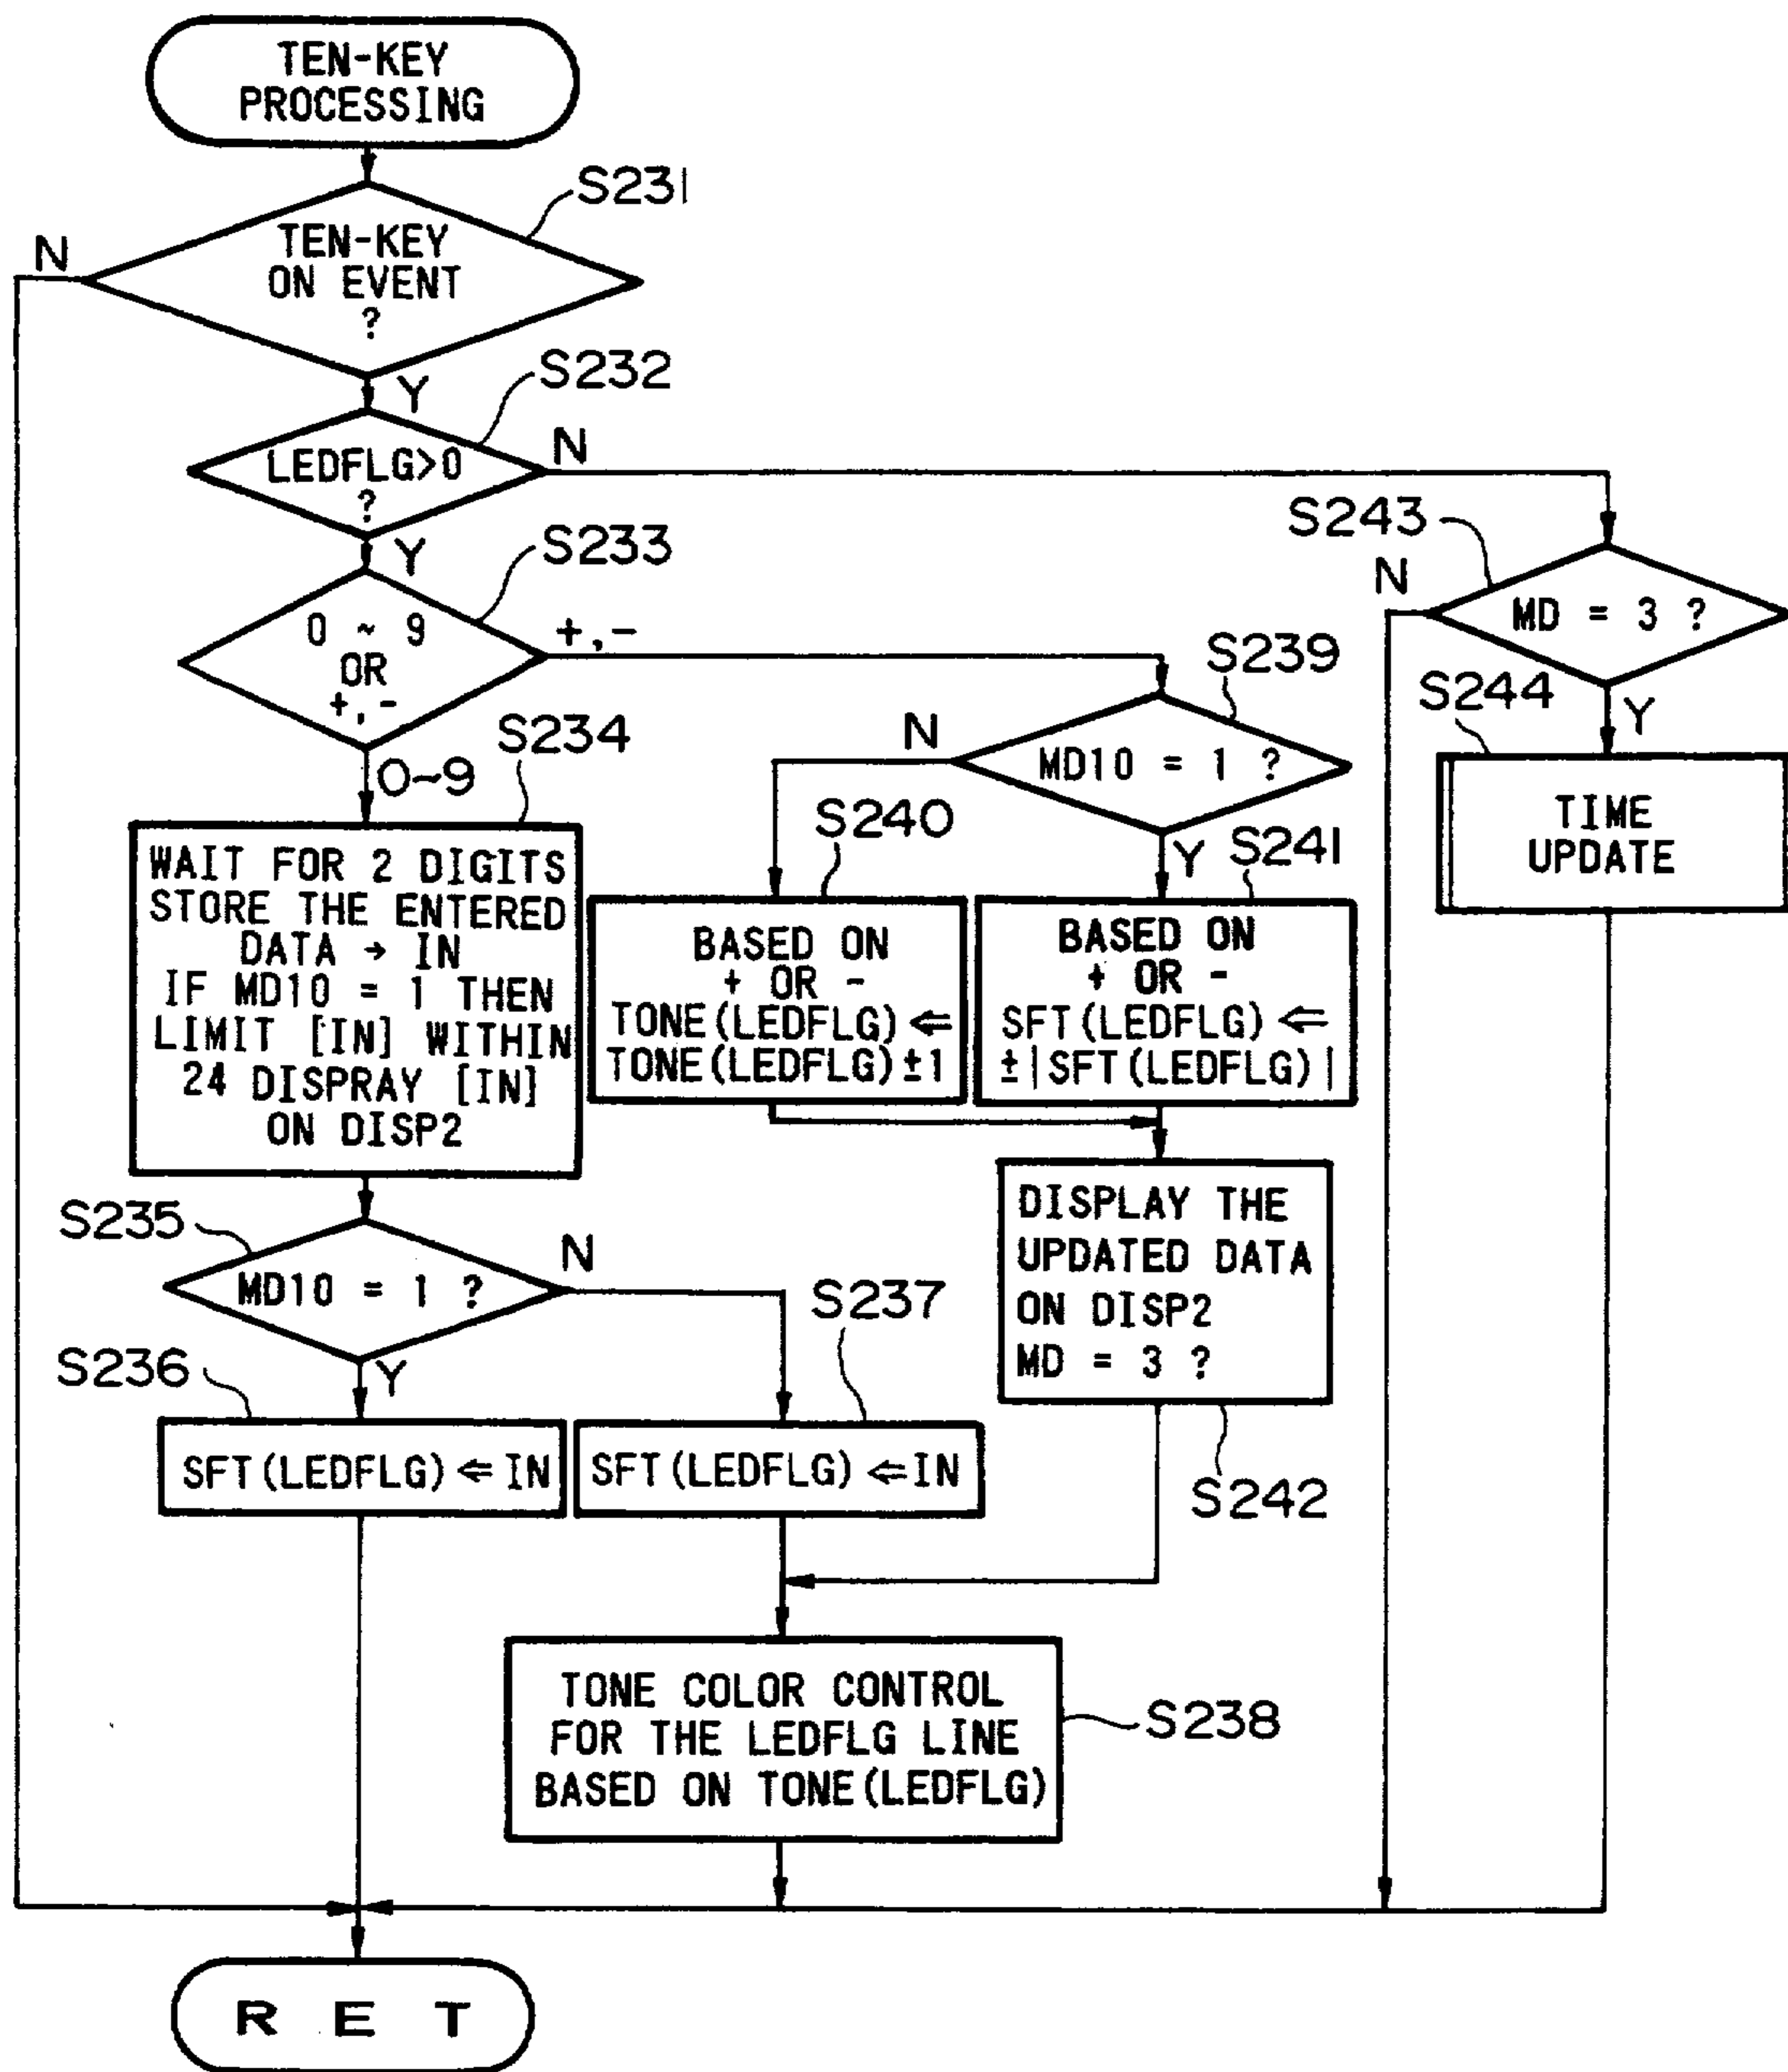 TEN-KEY
PROCESSING
S231
TEN-KEY
ON EVENT
?
N
Y
S232
LEDFLG>0
?
N
Y
S233
0 ~ 9
OR
+,-
+,-
0~9
S243
MD = 3 ?
N
Y
S244
TIME
UPDATE
S239
MD10 = 1 ?
N
Y
S234
WAIT FOR 2 DIGITS
STORE THE ENTERED
DATA → IN
IF MD10 = 1 THEN
LIMIT [IN] WITHIN
24 DISPRAY [IN]
ON DISP2
S240
BASED ON
+ OR -
TONE(LEDFLG) ⇐
TONE(LEDFLG)±1
S241
BASED ON
+ OR -
SFT(LEDFLG) ⇐
±|SFT(LEDFLG)|
DISPLAY THE
UPDATED DATA
ON DISP2
MD = 3 ?
S242
S235
MD10 = 1 ?
N
Y
S236
SFT(LEDFLG) ⇐ IN
S237
SFT(LEDFLG) ⇐IN
TONE COLOR CONTROL
FOR THE LEDFLG LINE
BASED ON TONE(LEDFLG)
S238
R E T